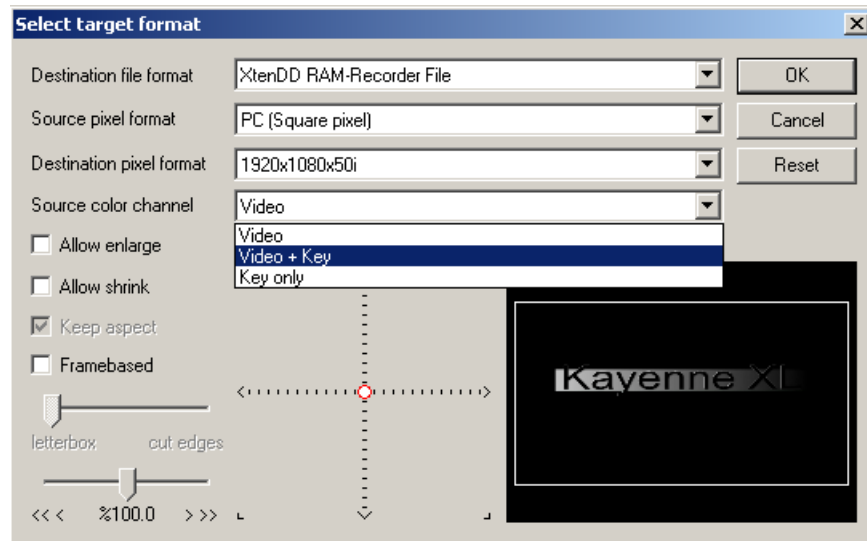 Select target format
Destination file format XtenDD RAM-Recorder File OK
Source pixel format PC (Square pixel) Cancel
Destination pixel format 1920x1080x50i Reset
Source color channel Video
Video
Video + Key
Key only
Allow enlarge
Allow shrink
Keep aspect
Framebased
letterbox cut edges
<< < %100.0 > >>
Kayenne XL